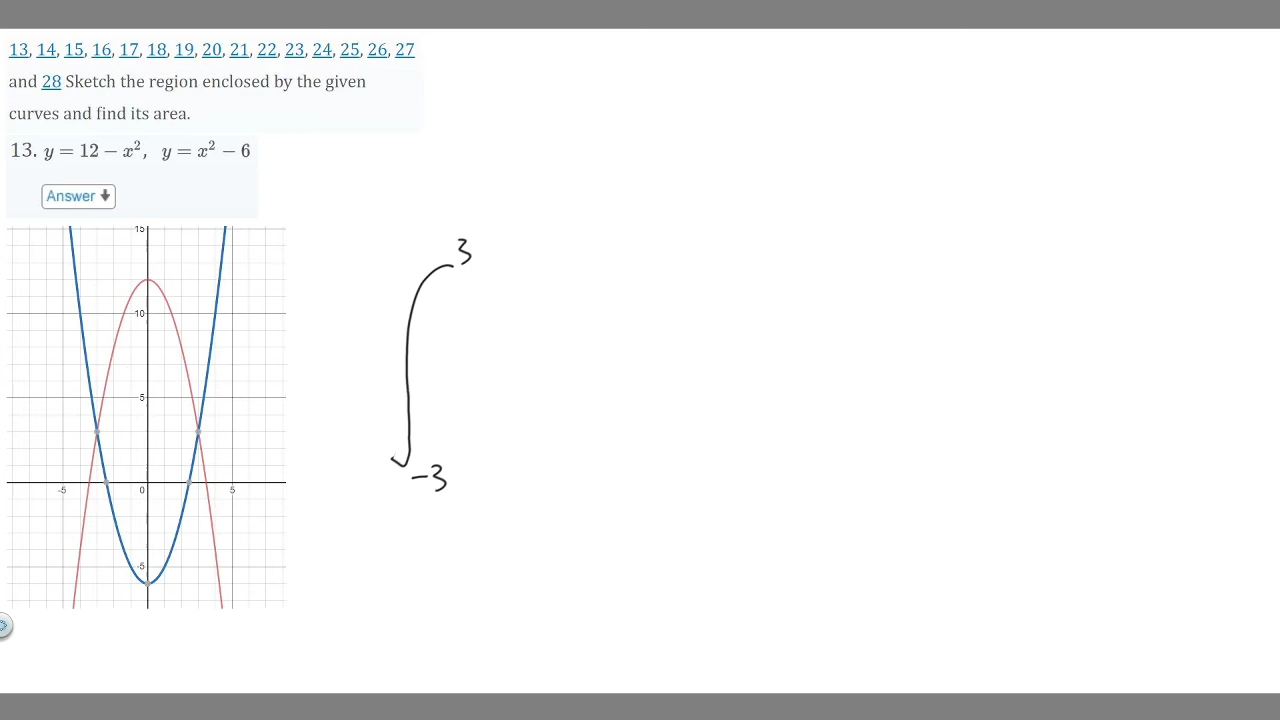 13, 14, 15, 16, 17, 18, 19, 20, 21, 22, 23, 24, 25, 26, 27
and 28 Sketch the region enclosed by the given
curves and find its area.
13. y = 12 − x², y = x² − 6
Answer ↓
15
10
5
-5
0
5
-5
3
-3